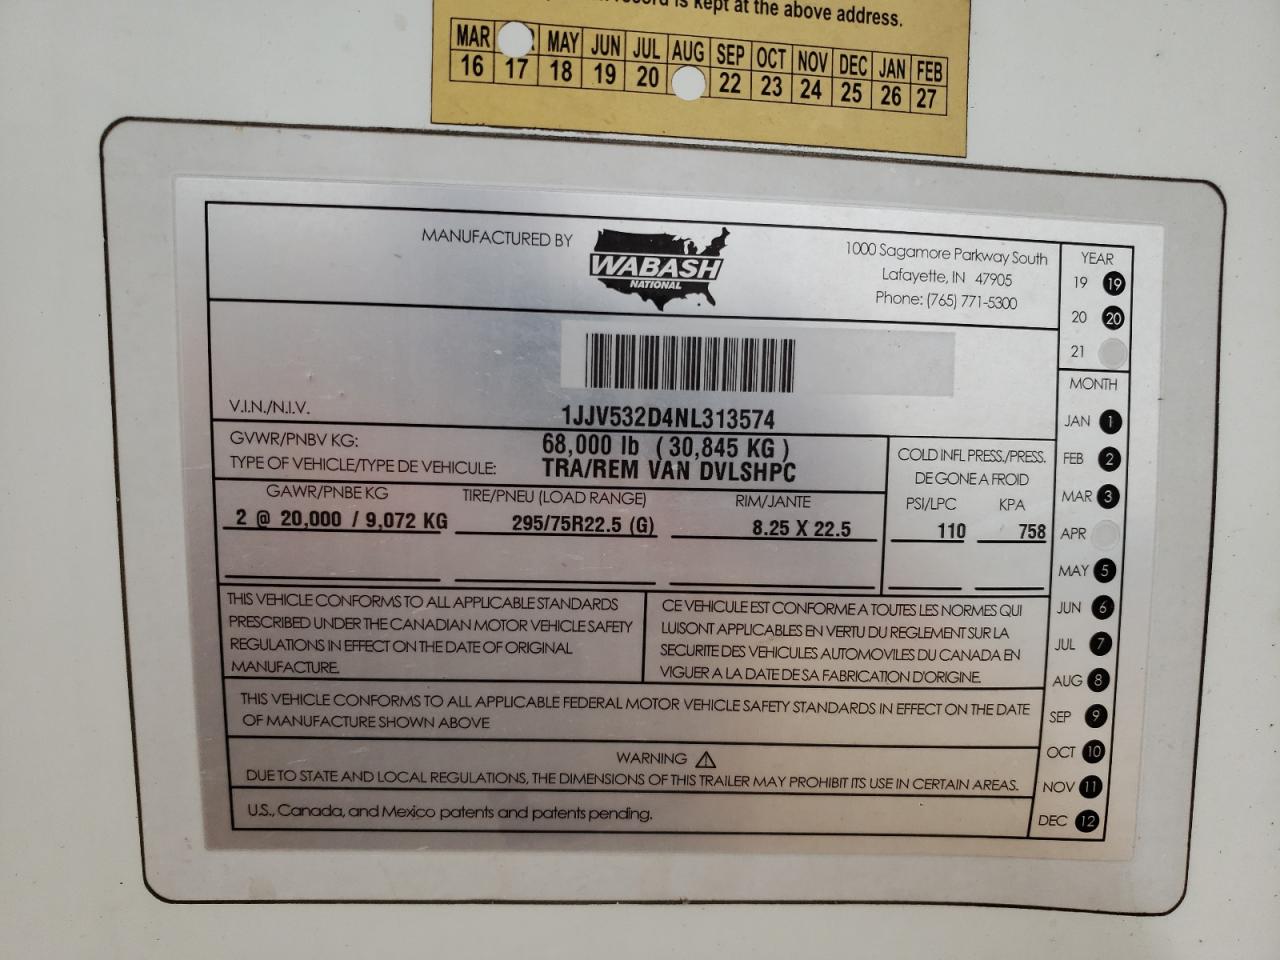 is kept at the above address.
MAR MAY JUN JUL AUG SEP OCT NOV DEC JAN FEB
16 17 18 19 20 22 23 24 25 26 27
MANUFACTURED BY
WABASH
NATIONAL
1000 Sagamore Parkway South
Lafayette, IN 47905
Phone: (765) 771-5300
YEAR
19 19
20 20
21
V.I.N./N.I.V.
1JJV532D4NL313574
GVWR/PNBV KG: 68,000 lb ( 30,845 KG )
TYPE OF VEHICLE/TYPE DE VEHICULE: TRA/REM VAN DVLSHPC
GAWR/PNBE KG TIRE/PNEU (LOAD RANGE) RIM/JANTE
2 @ 20,000 / 9,072 KG 295/75R22.5 (G) 8.25 X 22.5
COLD INFL PRESS./PRESS.
DE GONE A FROID
PSI/LPC KPA
110 758
MONTH
JAN 1
FEB 2
MAR 3
APR
MAY 5
JUN 6
JUL 7
AUG 8
SEP 9
OCT 10
NOV 11
DEC 12
THIS VEHICLE CONFORMS TO ALL APPLICABLE STANDARDS
PRESCRIBED UNDER THE CANADIAN MOTOR VEHICLE SAFETY
REGULATIONS IN EFFECT ON THE DATE OF ORIGINAL
MANUFACTURE.
CE VEHICULE EST CONFORME A TOUTES LES NORMES QUI
LUISONT APPLICABLES EN VERTU DU REGLEMENT SUR LA
SECURITE DES VEHICULES AUTOMOVILES DU CANADA EN
VIGUER A LA DATE DE SA FABRICATION D'ORIGINE.
THIS VEHICLE CONFORMS TO ALL APPLICABLE FEDERAL MOTOR VEHICLE SAFETY STANDARDS IN EFFECT ON THE DATE
OF MANUFACTURE SHOWN ABOVE
WARNING
DUE TO STATE AND LOCAL REGULATIONS, THE DIMENSIONS OF THIS TRAILER MAY PROHIBIT ITS USE IN CERTAIN AREAS.
U.S., Canada, and Mexico patents and patents pending.